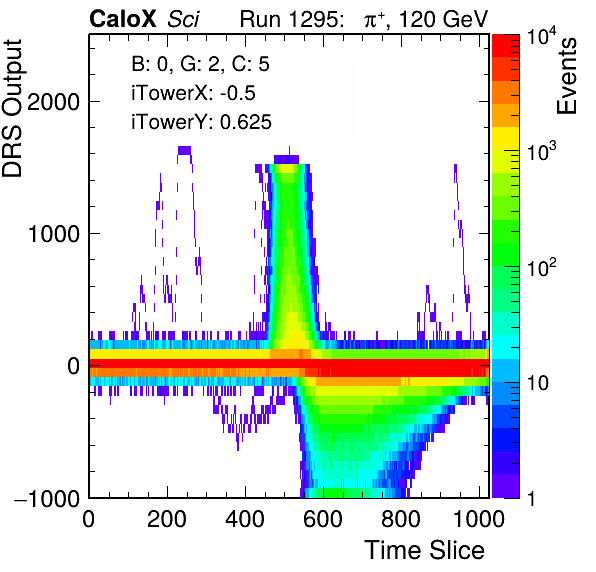 CaloX Sci Run 1295: π⁺, 120 GeV
B: 0, G: 2, C: 5
iTowerX: -0.5
iTowerY: 0.625
DRS Output
2000
1000
0
−1000
0 200 400 600 800 1000
Time Slice
Events
10⁴
10³
10²
10
1